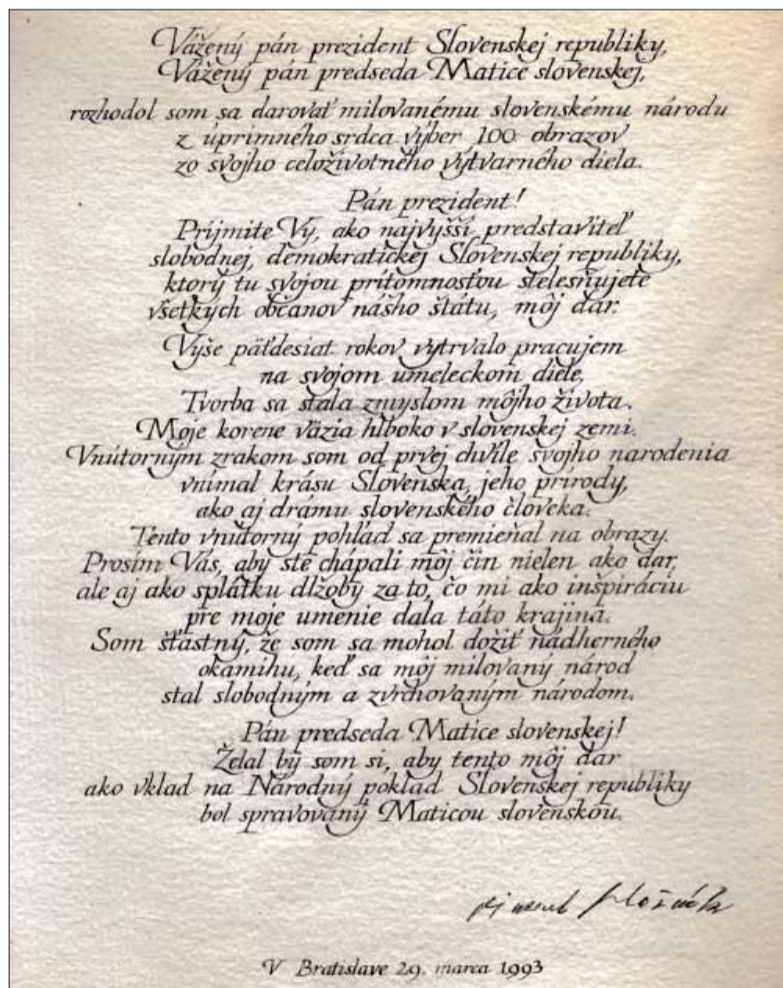 Vážený pán prezident Slovenskej republiky,
Vážený pán predseda Matice slovenskej,
rozhodol som sa darovať milovanému slovenskému národu
z úprimného srdca výber 100 obrazov
zo svojho celoživotného výtvarného diela.
Pán prezident!
Príjmite Vy, ako najvyšší predstaviteľ
slobodnej, demokratickej Slovenskej republiky,
ktorý tu svojou prítomnosťou stelesňujete
všetkých občanov nášho štátu, môj dar.
Vyše päťdesiat rokov vytrvalo pracujem
na svojom umeleckom diele.
Tvorba sa stala zmyslom môjho života.
Moje korene väzia hlboko v slovenskej zemi.
Vnútorným zrakom som od prvej chvíle svojho narodenia
vnímal krásu Slovenska, jeho prírody,
ako aj drámu slovenského človeka.
Tento vnútorný pohľad sa premieňal na obrazy.
Prosím Vás, aby ste chápali môj čin nielen ako dar,
ale aj ako splátku dlžoby za to, čo mi ako inšpiráciu
pre moje umenie dala táto krajina.
Som šťastný, že som sa mohol dožiť nádherného
okamihu, keď sa môj milovaný národ
stal slobodným a zvrchovaným národom.
Pán predseda Matice slovenskej!
Želal by som si, aby tento môj dar
ako vklad na Národný poklad Slovenskej republiky
bol spravovaný Maticou slovenskou.
V Bratislave 29. marca 1993